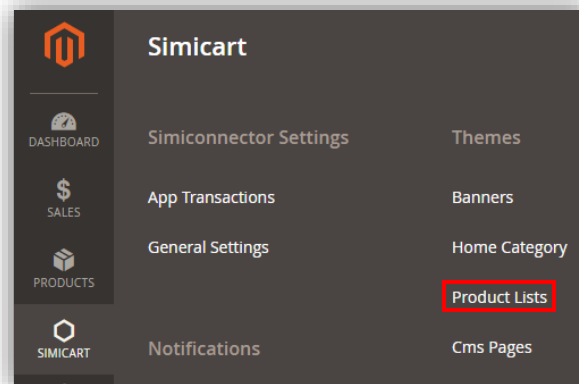 Simicart
DASHBOARD
SALES
PRODUCTS
SIMICART
Simiconnector Settings
App Transactions
General Settings
Notifications
Themes
Banners
Home Category
Product Lists
Cms Pages